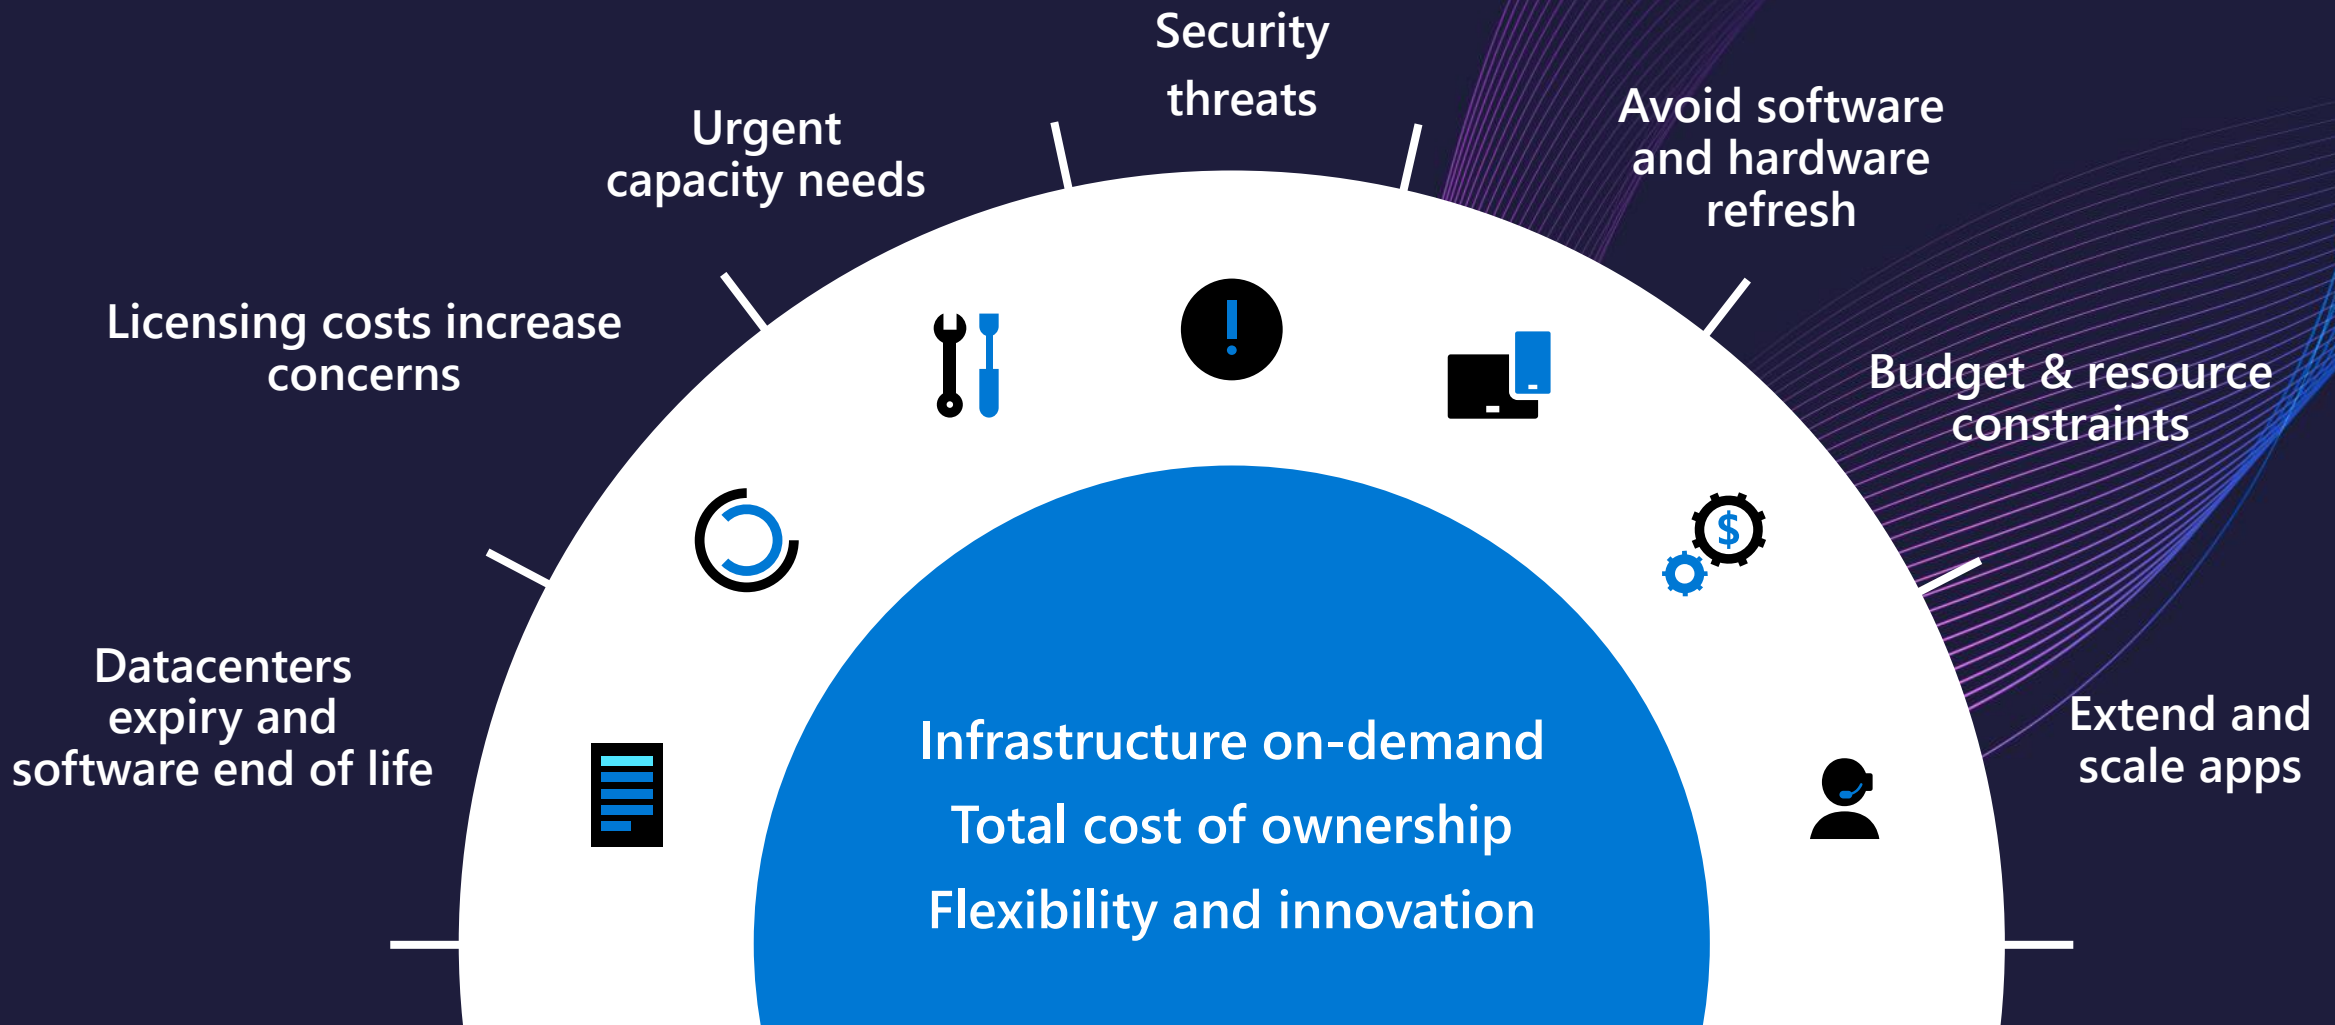 Security
threats
Urgent
capacity needs
Avoid software
and hardware
refresh
Licensing costs increase
concerns
Budget & resource
constraints
Datacenters
expiry and
software end of life
Extend and
scale apps
$
Infrastructure on-demand
Total cost of ownership
Flexibility and innovation